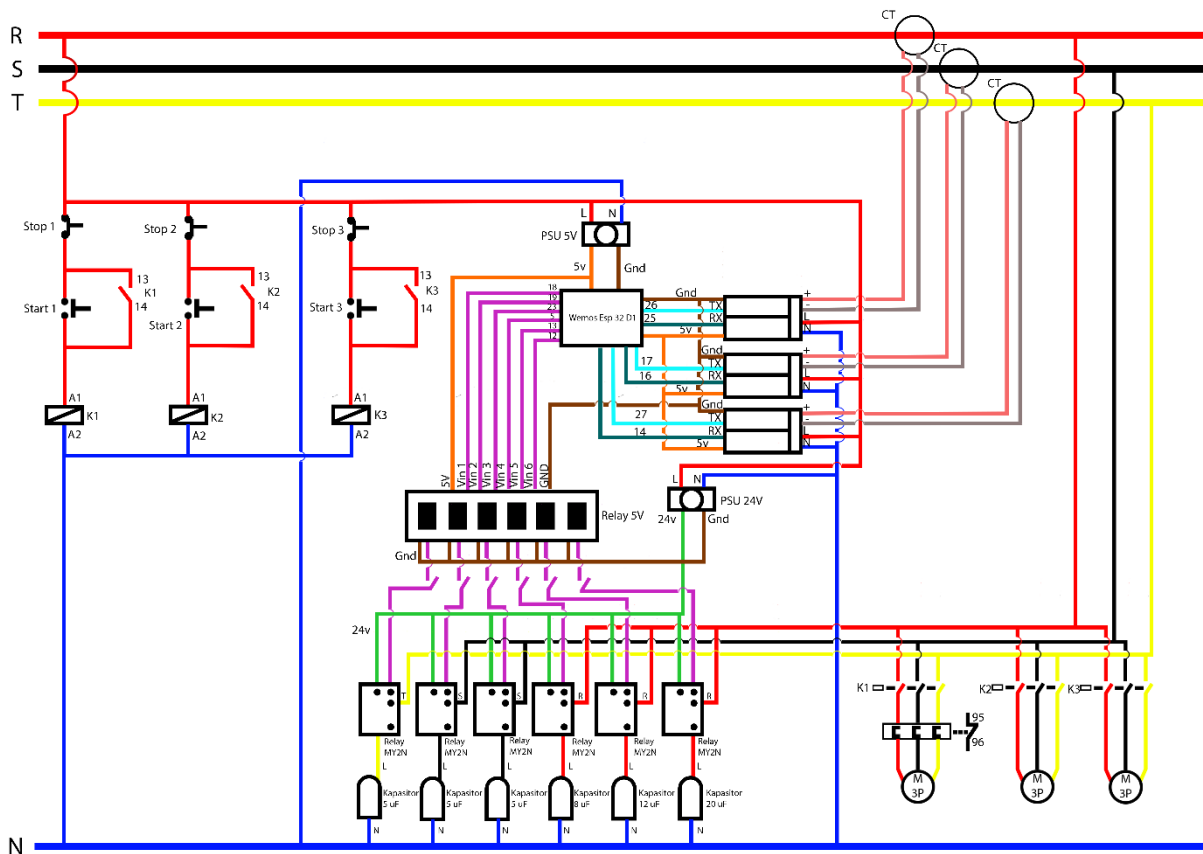 CT
R
CT
S
CT
T
L
N
Stop 1
Stop 2
Stop 3
PSU 5V
5v
Gnd
13
K1
14
13
K2
14
13
K3
14
Start 1
Start 2
Start 3
18
19
23
5
13
12
Wemos Esp 32 D1
Gnd
26
TX
25
RX
5v
+
-
L
N
Gnd
17
TX
16
RX
5v
+
-
L
N
Gnd
27
TX
14
RX
5v
+
-
L
N
A1
K1
A2
A1
K2
A2
A1
K3
A2
5V
Vin 1
Vin 2
Vin 3
Vin 4
Vin 5
Vin 6
GND
L
N
PSU 24V
24v
Gnd
Relay 5V
Gnd
24v
T
S
S
R
R
R
K1
K2
K3
95
96
Relay
MY2N
Relay
MY2N
Relay
MY2N
Relay
MY2N
Relay
MY2N
Relay
MY2N
L
L
L
L
L
L
Kapasitor
5 uF
Kapasitor
5 uF
Kapasitor
5 uF
Kapasitor
8 uF
Kapasitor
12 uF
Kapasitor
20 uF
M
3P
M
3P
M
3P
N
N
N
N
N
N
N